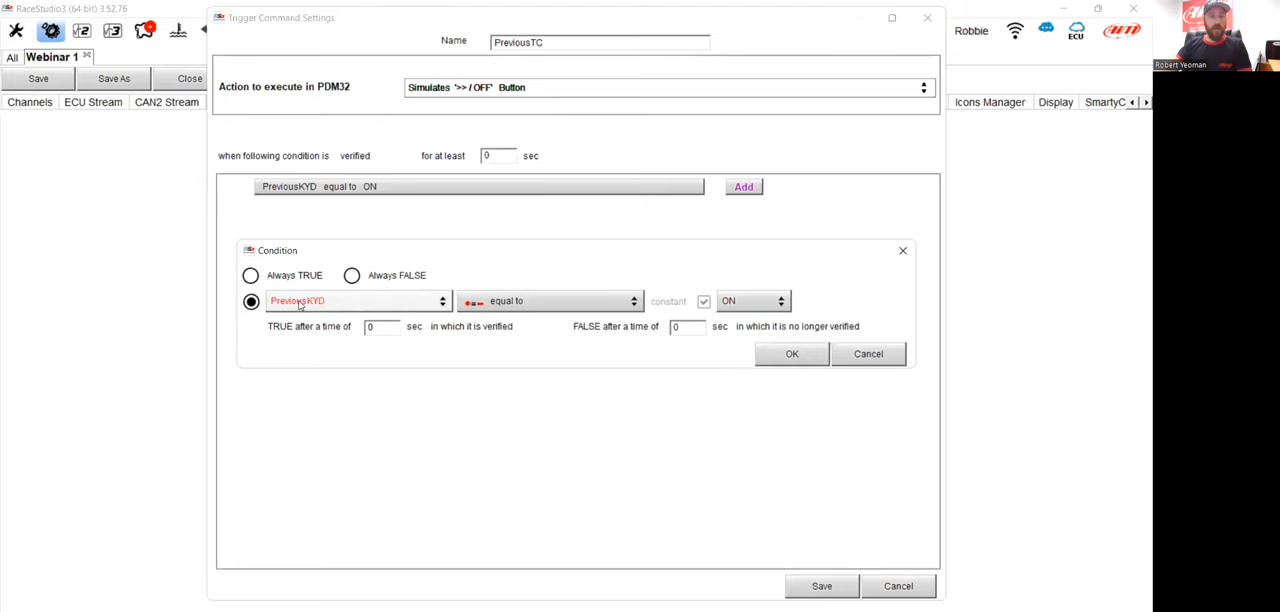 RaceStudio3 (64 bit) 3.52.76
Trigger Command Settings
Robbie
ECU
Robert Yeoman
All Webinar 1
Save Save As Close
Channels ECU Stream CAN2 Stream
Icons Manager Display SmartyC
Name PreviousTC
Action to execute in PDM32 Simulates '>> / OFF' Button
when following condition is verified for at least 0 sec
PreviousKYD equal to ON Add
Condition
Always TRUE Always FALSE
PreviousKYD equal to constant ON
TRUE after a time of 0 sec in which it is verified FALSE after a time of 0 sec in which it is no longer verified
OK Cancel
Save Cancel